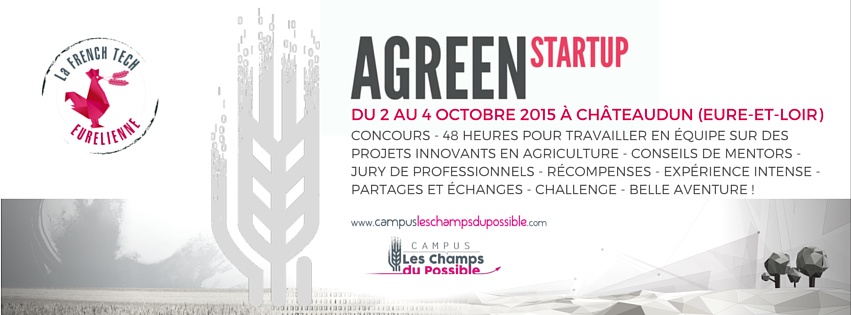 La FRENCH TECH
EURELIENNE
AGREEN STARTUP
DU 2 AU 4 OCTOBRE 2015 À CHÂTEAUDUN (EURE-ET-LOIR)
CONCOURS - 48 HEURES POUR TRAVAILLER EN ÉQUIPE SUR DES
PROJETS INNOVANTS EN AGRICULTURE - CONSEILS DE MENTORS -
JURY DE PROFESSIONNELS - RÉCOMPENSES - EXPÉRIENCE INTENSE -
PARTAGES ET ÉCHANGES - CHALLENGE - BELLE AVENTURE !
www.campusleschampsdupossible.com
CAMPUS
Les Champs
du Possible